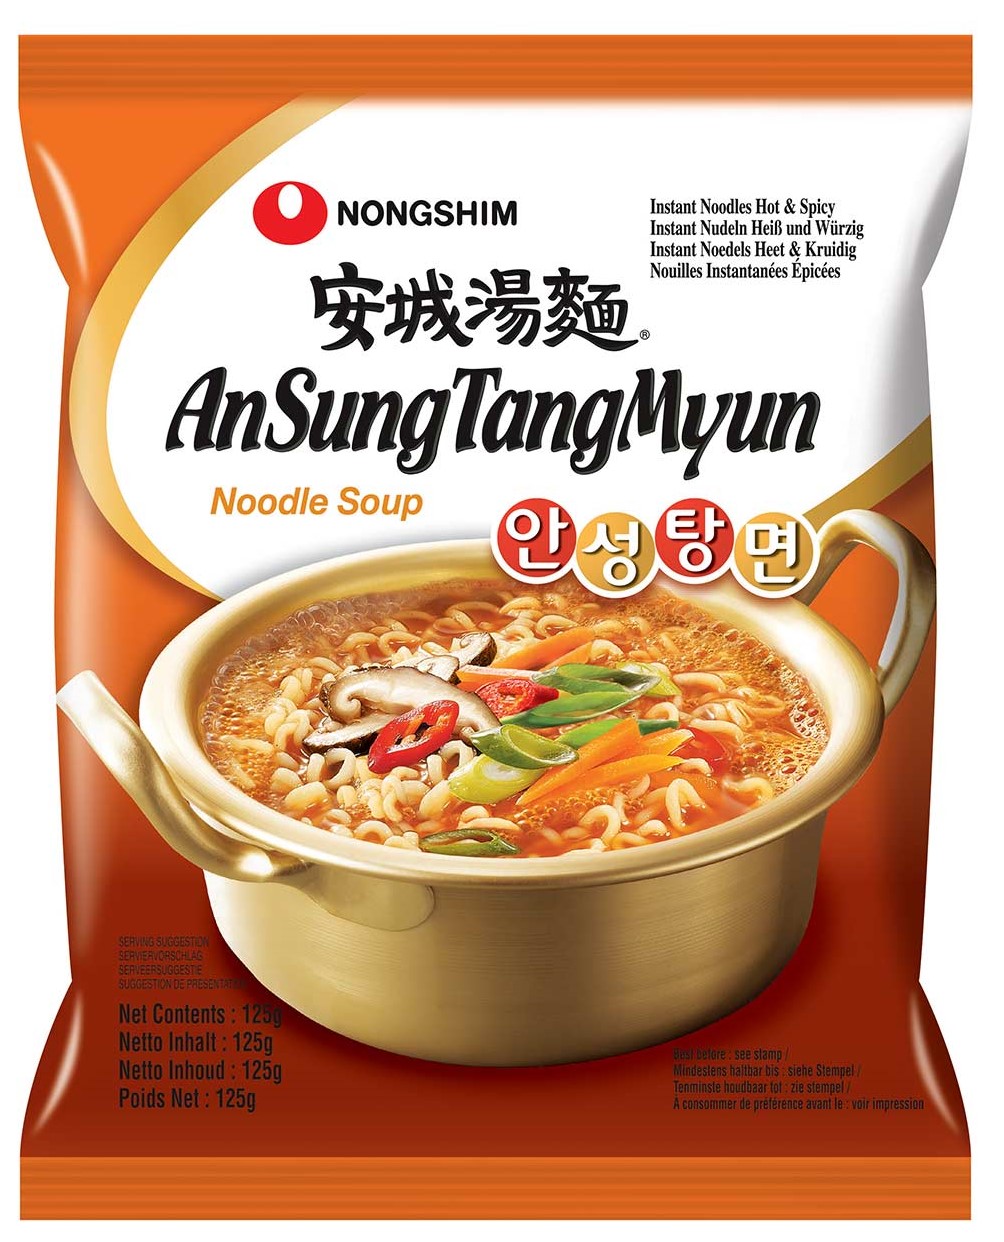 NONGSHIM
Instant Noodles Hot & Spicy
Instant Nudeln Heiß und Würzig
Instant Noedels Heet & Kruidig
Nouilles Instantanées Épicées
安城湯麵®
AnSungTangMyun
Noodle Soup
안성탕면
SERVING SUGGESTION
SERVIERVORSCHLAG
SERVEERSUGGESTIE
SUGGESTION DE PRESENTATION
Net Contents : 125g
Netto Inhalt : 125g
Netto Inhoud : 125g
Poids Net : 125g
Best before : see stamp /
Mindestens haltbar bis : siehe Stempel /
Tenminste houdbaar tot : zie stempel /
A consommer de préférence avant le : voir impression